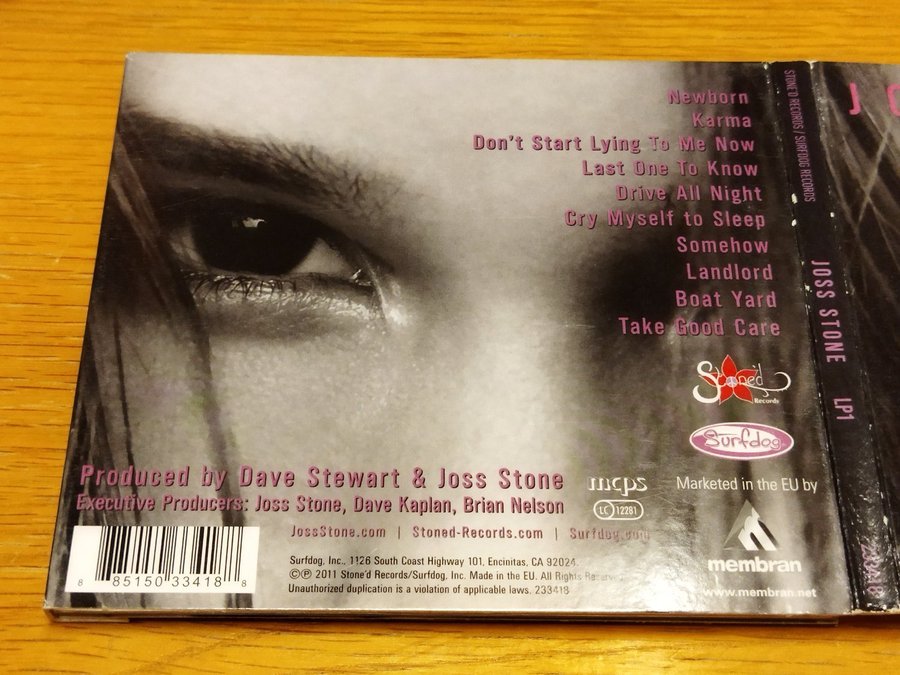 Newborn
Karma
Don't Start Lying To Me Now
Last One To Know
Drive All Night
Cry Myself to Sleep
Somehow
Landlord
Boat Yard
Take Good Care
Stone'd
Records
Surfdog
Produced by Dave Stewart & Joss Stone
Executive Producers: Joss Stone, Dave Kaplan, Brian Nelson
JossStone.com | Stoned-Records.com | Surfdog.com
mcps
LC 12281
Marketed in the EU by
membran
www.membran.net
Surfdog, Inc., 1126 South Coast Highway 101, Encinitas, CA 92024.
©℗ 2011 Stone'd Records/Surfdog, Inc. Made in the EU. All Rights
Unauthorized duplication is a violation of applicable laws. 233418
8 85150 33418 8
STONE'D RECORDS / SURFDOG RECORDS
JOSS STONE LP1
J